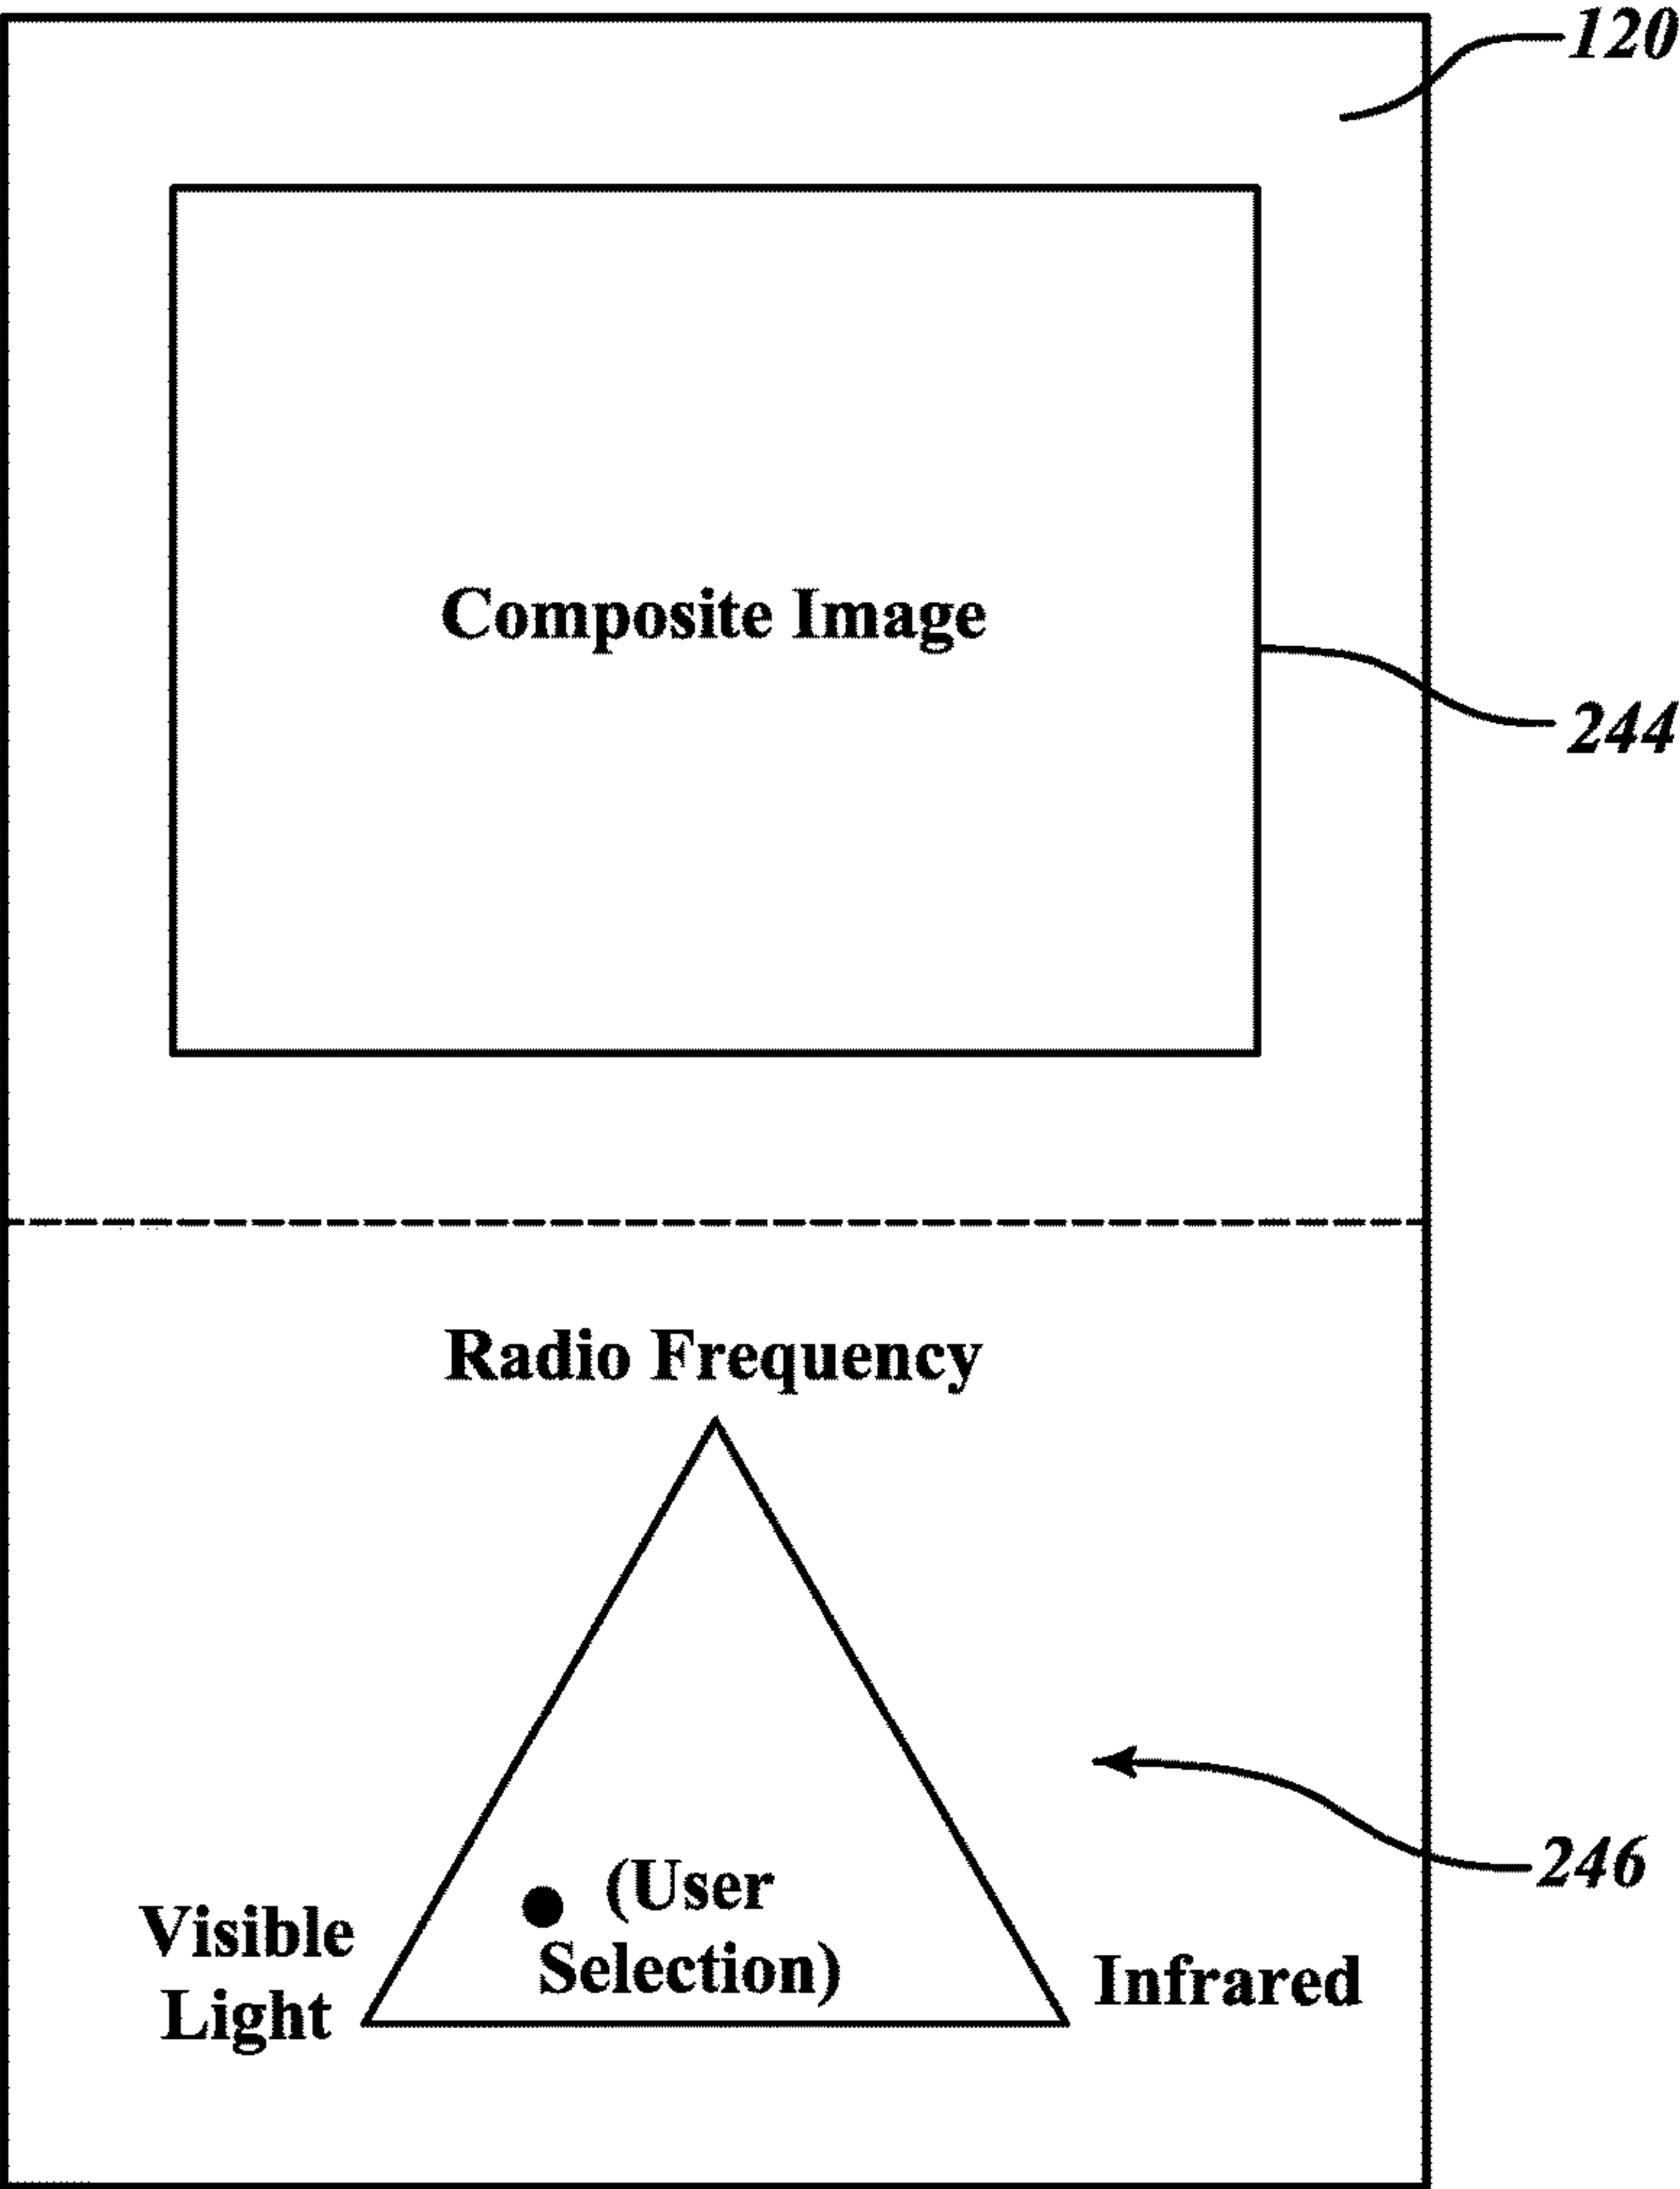 120
Composite Image
244
Radio Frequency
246
(User
Selection)
Visible
Light
Infrared